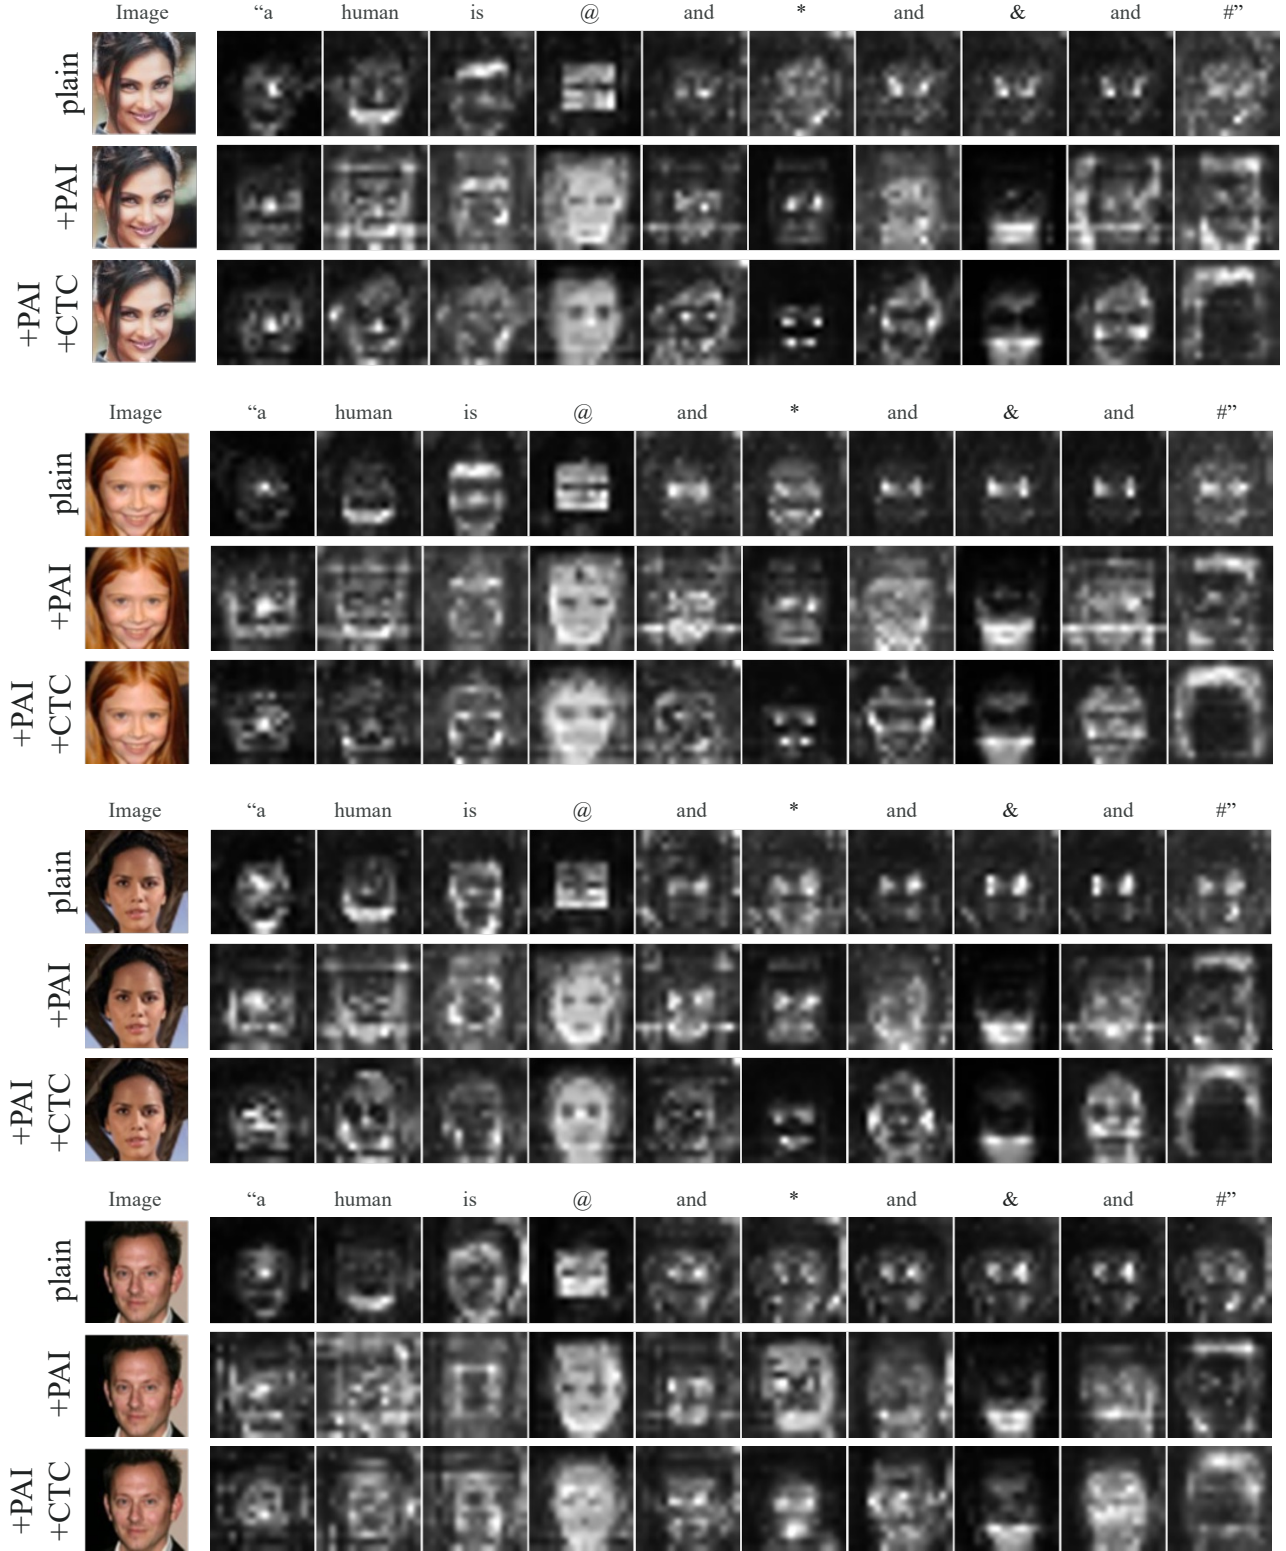 Image “a human is @ and * and & and #”
plain
+PAI
+PAI
+CTC
Image “a human is @ and * and & and #”
plain
+PAI
+PAI
+CTC
Image “a human is @ and * and & and #”
plain
+PAI
+PAI
+CTC
Image “a human is @ and * and & and #”
plain
+PAI
+PAI
+CTC